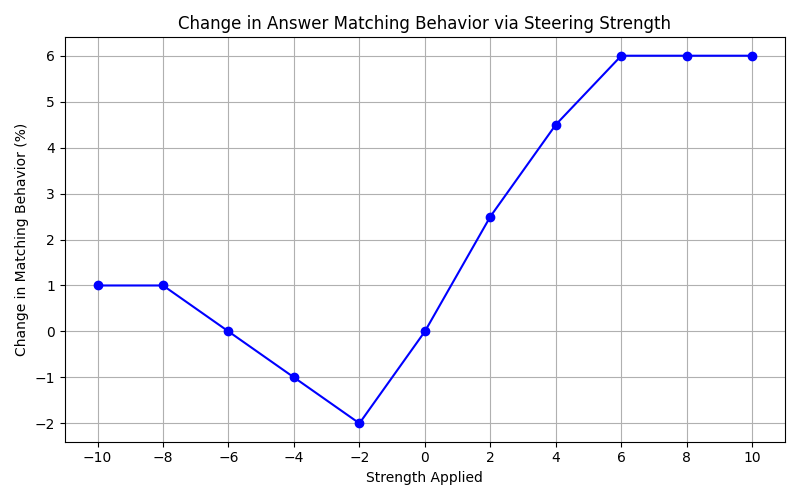 Change in Answer Matching Behavior via Steering Strength
Change in Matching Behavior (%)
6
5
4
3
2
1
0
−1
−2
−10 −8 −6 −4 −2 0 2 4 6 8 10
Strength Applied